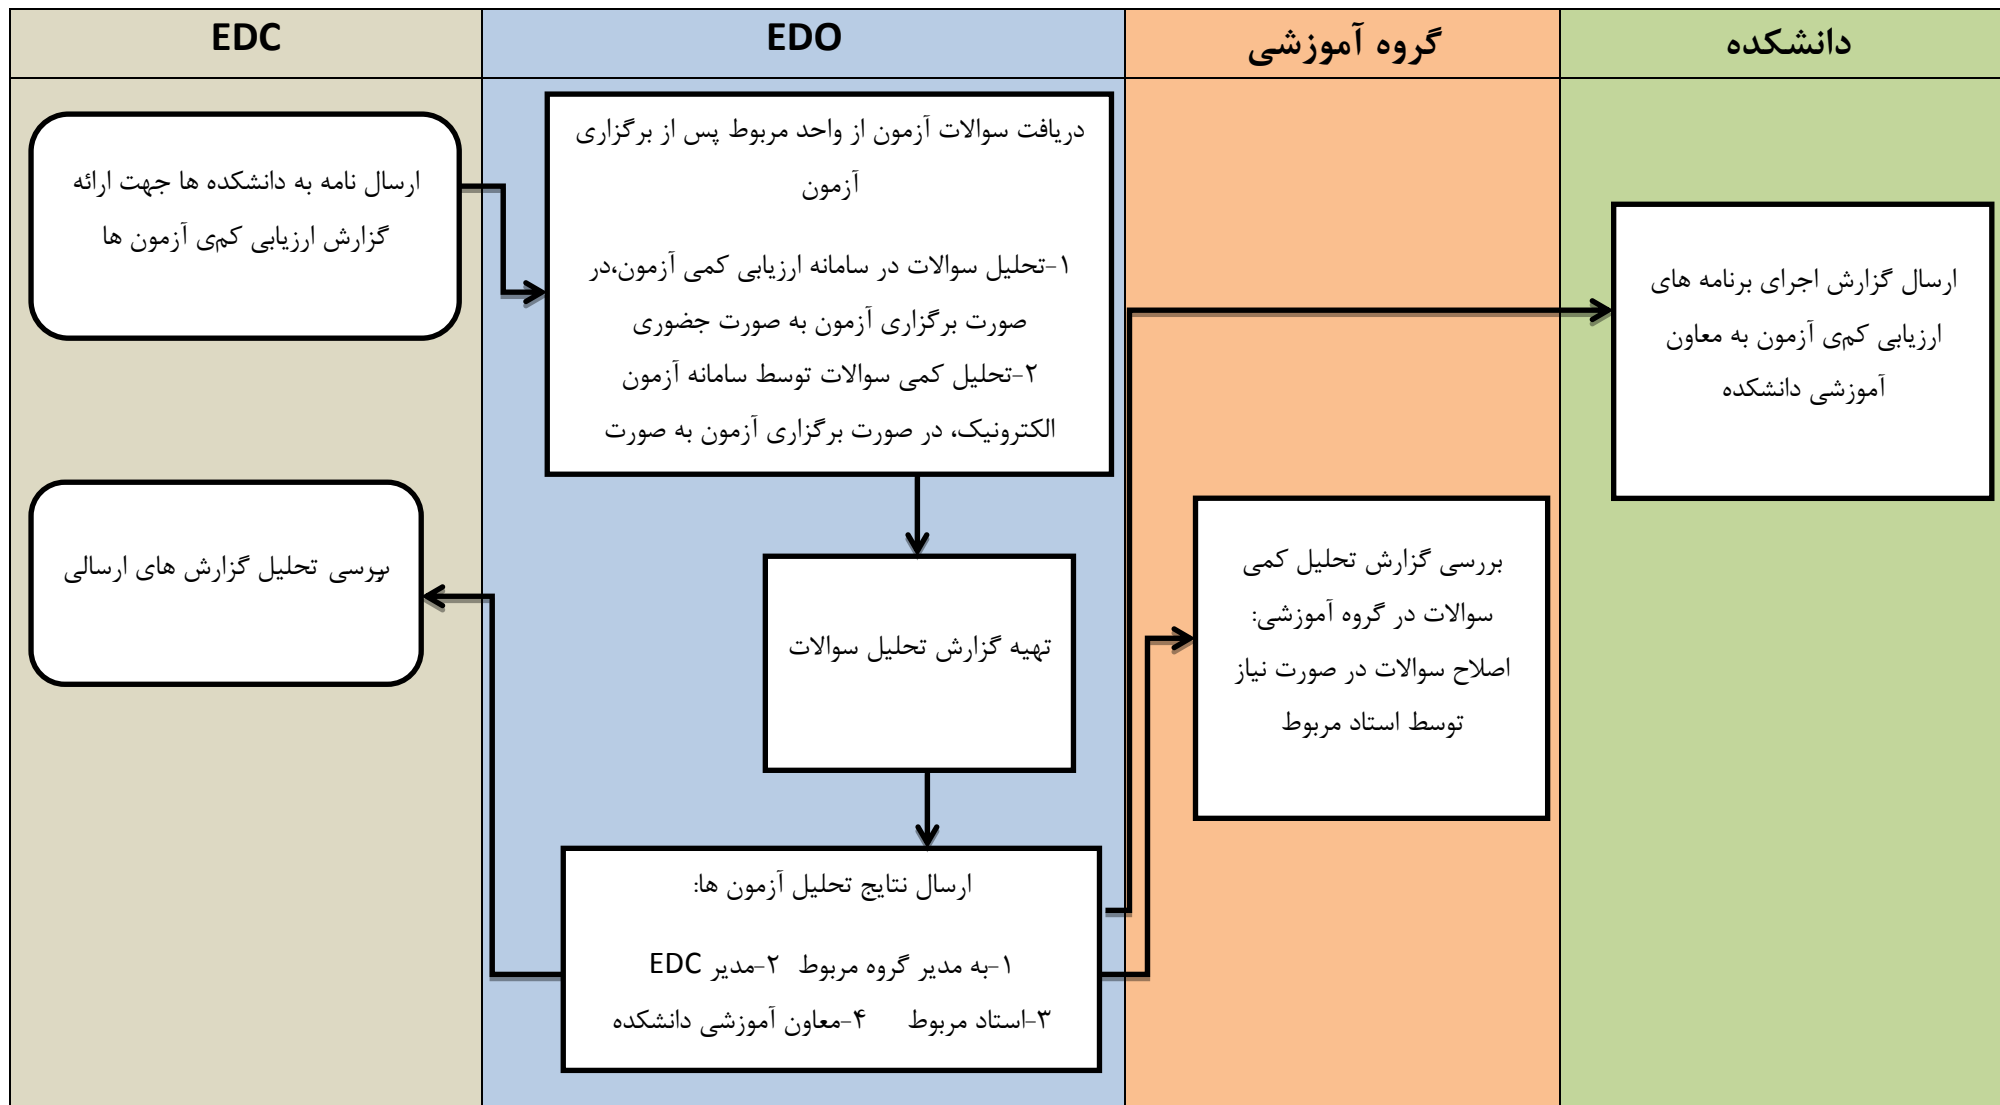 EDC
EDO
گروه آموزشی
دانشکده
ارسال نامه به دانشکده ها جهت ارائه
گزارش ارزیابی کمی آزمون ها
دریافت سوالات آزمون از واحد مربوط پس از برگزاری
آزمون
۱-تحلیل سوالات در سامانه ارزیابی کمی آزمون،در
صورت برگزاری آزمون به صورت جضوری
۲-تحلیل کمی سوالات توسط سامانه آزمون
الکترونیک، در صورت برگزاری آزمون به صورت
تهیه گزارش تحلیل سوالات
ارسال نتایج تحلیل آزمون ها:
۱-به مدیر گروه مربوط ۲-مدیر EDC
۳-استاد مربوط ۴-معاون آموزشی دانشکده
بررسی تحلیل گزارش های ارسالی
بررسی گزارش تحلیل کمی
سوالات در گروه آموزشی:
اصلاح سوالات در صورت نیاز
توسط استاد مربوط
ارسال گزارش اجرای برنامه های
ارزیابی کمی آزمون به معاون
آموزشی دانشکده